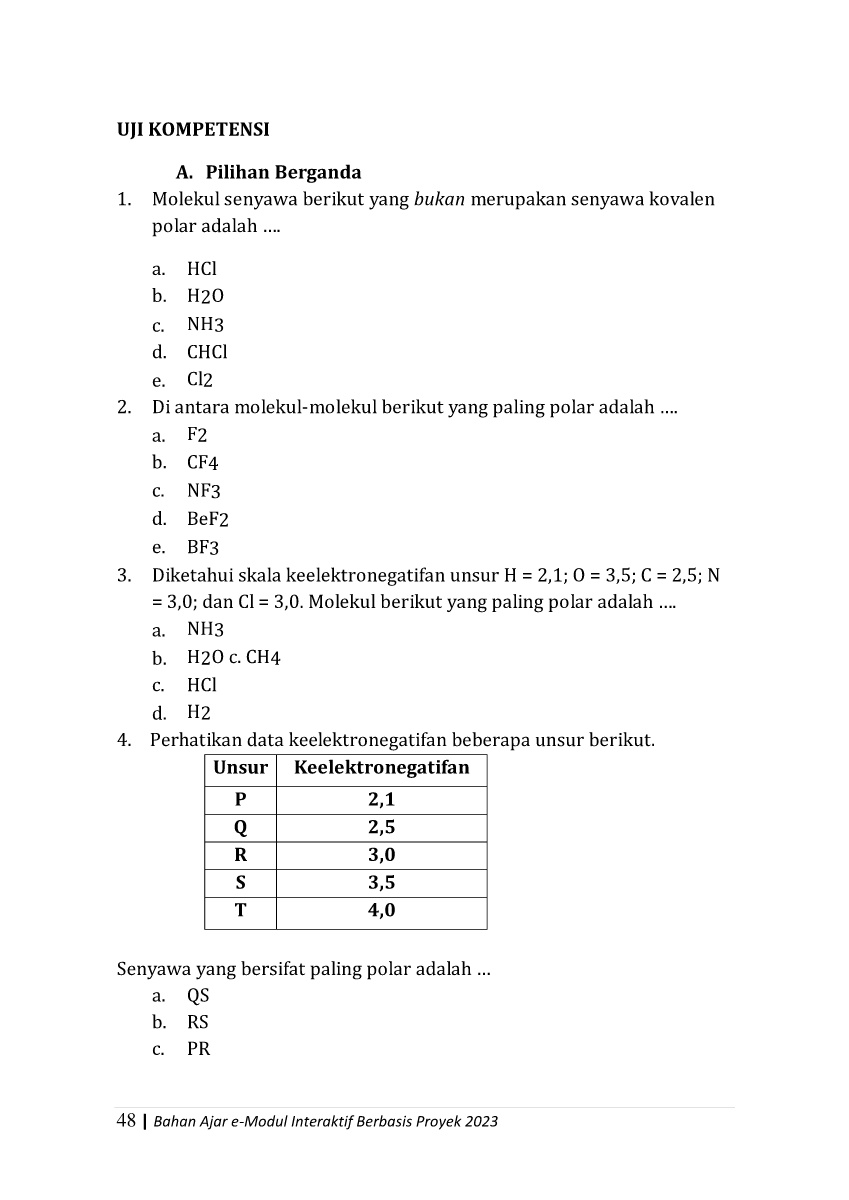 UJI KOMPETENSI
A. Pilihan Berganda
1. Molekul senyawa berikut yang bukan merupakan senyawa kovalen
polar adalah ....
a. HCl
b. H2O
c. NH3
d. CHCl
e. Cl2
2. Di antara molekul-molekul berikut yang paling polar adalah ....
a. F2
b. CF4
c. NF3
d. BeF2
e. BF3
3. Diketahui skala keelektronegatifan unsur H = 2,1; O = 3,5; C = 2,5; N
= 3,0; dan Cl = 3,0. Molekul berikut yang paling polar adalah ....
a. NH3
b. H2O c. CH4
c. HCl
d. H2
4. Perhatikan data keelektronegatifan beberapa unsur berikut.
Unsur Keelektronegatifan
P 2,1
Q 2,5
R 3,0
S 3,5
T 4,0
Senyawa yang bersifat paling polar adalah ...
a. QS
b. RS
c. PR
48 | Bahan Ajar e-Modul Interaktif Berbasis Proyek 2023